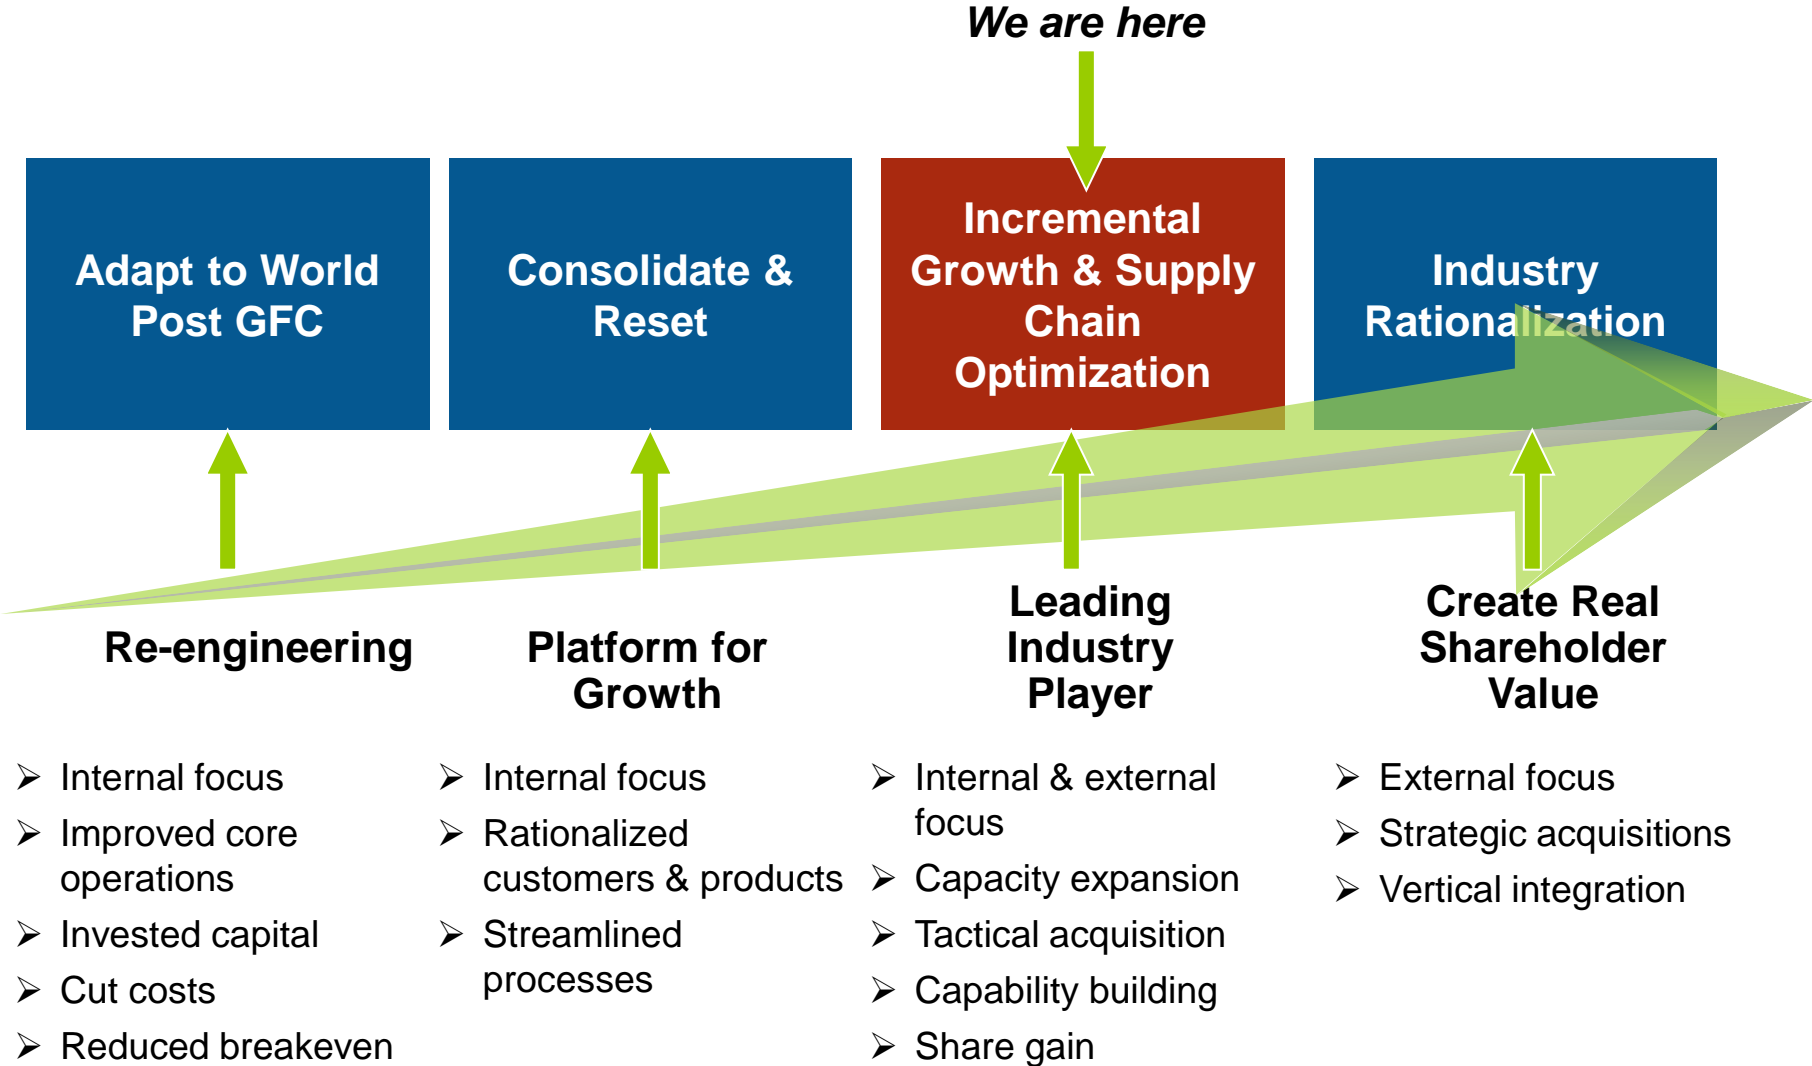 We are here
Adapt to World
Post GFC
Consolidate &
Reset
Incremental
Growth & Supply
Chain
Optimization
Industry
Rationalization
Re-engineering
Platform for
Growth
Leading
Industry
Player
Create Real
Shareholder
Value
➢ Internal focus
➢ Improved core
operations
➢ Invested capital
➢ Cut costs
➢ Reduced breakeven
➢ Internal focus
➢ Rationalized
customers & products
➢ Streamlined
processes
➢ Internal & external
focus
➢ Capacity expansion
➢ Tactical acquisition
➢ Capability building
➢ Share gain
➢ External focus
➢ Strategic acquisitions
➢ Vertical integration